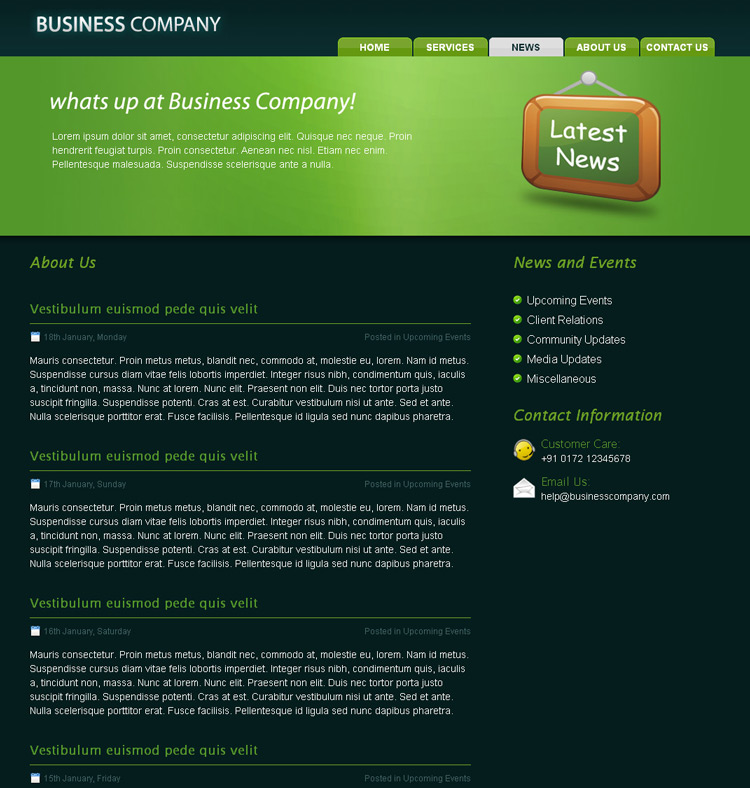 BUSINESS COMPANY
HOME
SERVICES
NEWS
ABOUT US
CONTACT US
whats up at Business Company!
Lorem ipsum dolor sit amet, consectetur adipiscing elit. Quisque nec neque. Proin
hendrerit feugiat turpis. Proin consectetur. Aenean nec nisl. Etiam nec enim.
Pellentesque malesuada. Suspendisse scelerisque ante a nulla.
Latest
News
About Us
Vestibulum euismod pede quis velit
18th January, Monday
Posted in Upcoming Events
Mauris consectetur. Proin metus metus, blandit nec, commodo at, molestie eu, lorem. Nam id metus.
Suspendisse cursus diam vitae felis lobortis imperdiet. Integer risus nibh, condimentum quis, iaculis
a, tincidunt non, massa. Nunc at lorem. Nunc elit. Praesent non elit. Duis nec tortor porta justo
suscipit fringilla. Suspendisse potenti. Cras at est. Curabitur vestibulum nisi ut ante. Sed et ante.
Nulla scelerisque porttitor erat. Fusce facilisis. Pellentesque id ligula sed nunc dapibus pharetra.
Vestibulum euismod pede quis velit
17th January, Sunday
Posted in Upcoming Events
Mauris consectetur. Proin metus metus, blandit nec, commodo at, molestie eu, lorem. Nam id metus.
Suspendisse cursus diam vitae felis lobortis imperdiet. Integer risus nibh, condimentum quis, iaculis
a, tincidunt non, massa. Nunc at lorem. Nunc elit. Praesent non elit. Duis nec tortor porta justo
suscipit fringilla. Suspendisse potenti. Cras at est. Curabitur vestibulum nisi ut ante. Sed et ante.
Nulla scelerisque porttitor erat. Fusce facilisis. Pellentesque id ligula sed nunc dapibus pharetra.
Vestibulum euismod pede quis velit
16th January, Saturday
Posted in Upcoming Events
Mauris consectetur. Proin metus metus, blandit nec, commodo at, molestie eu, lorem. Nam id metus.
Suspendisse cursus diam vitae felis lobortis imperdiet. Integer risus nibh, condimentum quis, iaculis
a, tincidunt non, massa. Nunc at lorem. Nunc elit. Praesent non elit. Duis nec tortor porta justo
suscipit fringilla. Suspendisse potenti. Cras at est. Curabitur vestibulum nisi ut ante. Sed et ante.
Nulla scelerisque porttitor erat. Fusce facilisis. Pellentesque id ligula sed nunc dapibus pharetra.
Vestibulum euismod pede quis velit
15th January, Friday
Posted in Upcoming Events
News and Events
Upcoming Events
Client Relations
Community Updates
Media Updates
Miscellaneous
Contact Information
Customer Care:
+91 0172 12345678
Email Us:
help@businesscompany.com